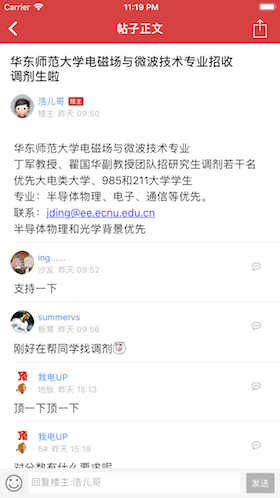 11:19 PM
帖子正文
华东师范大学电磁场与微波技术专业招收
调剂生啦
浩儿哥 楼主
楼主 昨天 09:50
华东师范大学电磁场与微波技术专业
丁军教授、翟国华副教授团队招研究生调剂若干名
优先大电类大学、985和211大学学生
专业：半导体物理、电子、通信等优先。
联系：jding@ee.ecnu.edu.cn
半导体物理和光学背景优先
ing......
沙发 昨天 09:52
支持一下
summervs
板凳 昨天 09:56
刚好在帮同学找调剂
我电UP
地板 昨天 15:13
顶一下顶一下
我电UP
5# 昨天 15:19
对分数有什么要求呢
回复楼主:浩儿哥
发送